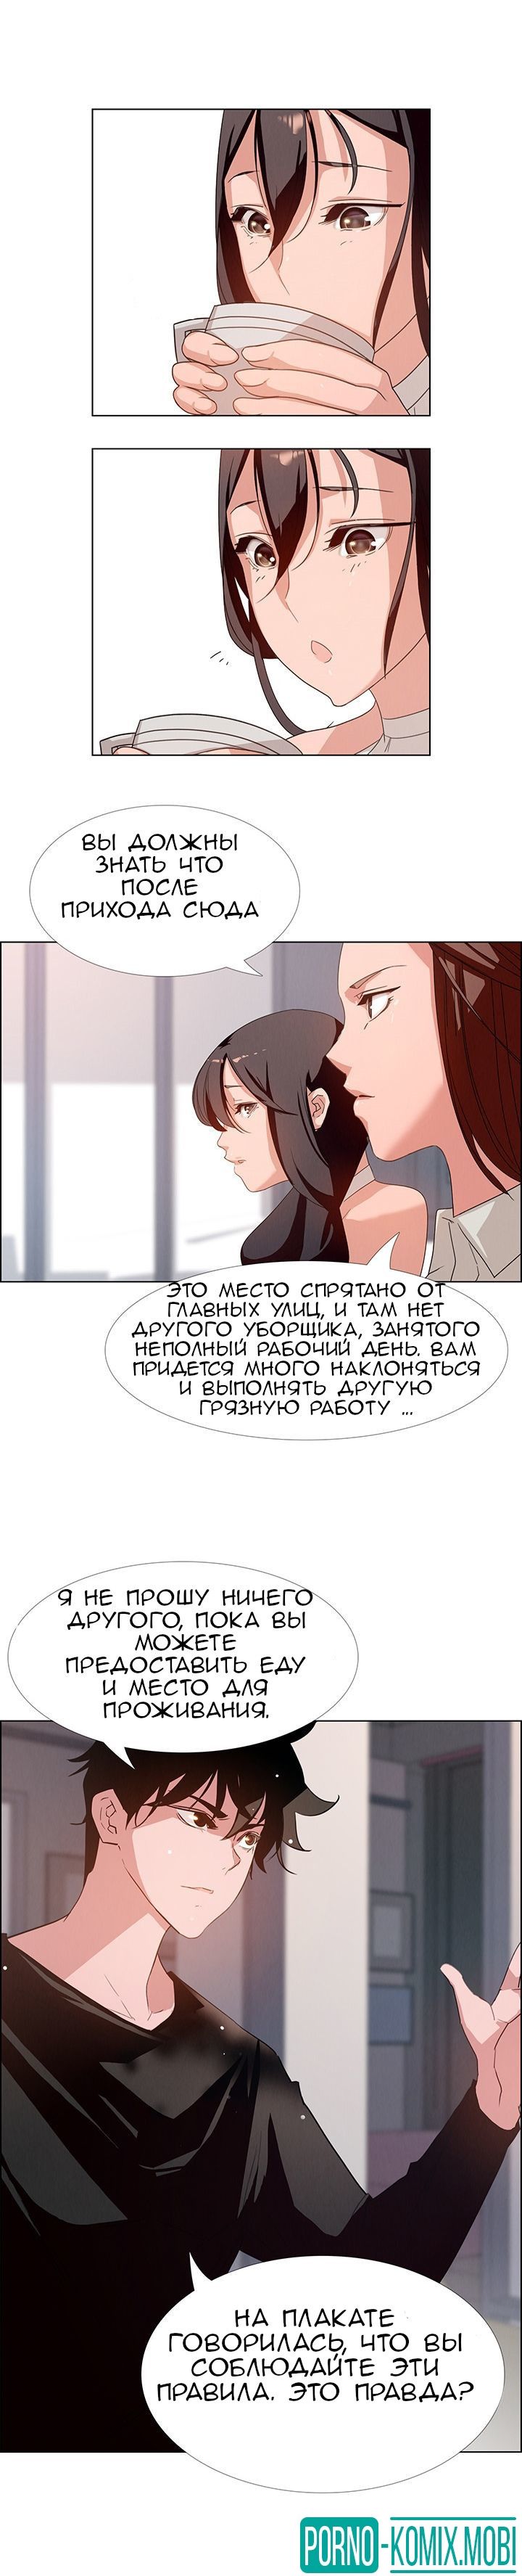 ВЫ ДОЛЖНЫ
ЗНАТЬ ЧТО
ПОСЛЕ
ПРИХОДА СЮДА
ЭТО МЕСТО СПРЯТАНО ОТ
ГЛАВНЫХ УЛИЦ, И ТАМ НЕТ
ДРУГОГО УБОРЩИКА, ЗАНЯТОГО
НЕПОЛНЫЙ РАБОЧИЙ ДЕНЬ. ВАМ
ПРИДЕТСЯ МНОГО НАКЛОНЯТЬСЯ
И ВЫПОЛНЯТЬ ДРУГУЮ
ГРЯЗНУЮ РАБОТУ ...
Я НЕ ПРОШУ НИЧЕГО
ДРУГОГО, ПОКА ВЫ
МОЖЕТЕ
ПРЕДОСТАВИТЬ ЕДУ
И МЕСТО ДЛЯ
ПРОЖИВАНИЯ.
НА ПЛАКАТЕ
ГОВОРИЛАСЬ, ЧТО ВЫ
СОБЛЮДАЙТЕ ЭТИ
ПРАВИЛА. ЭТО ПРАВДА?
PORNO-KOMIX.MOBI